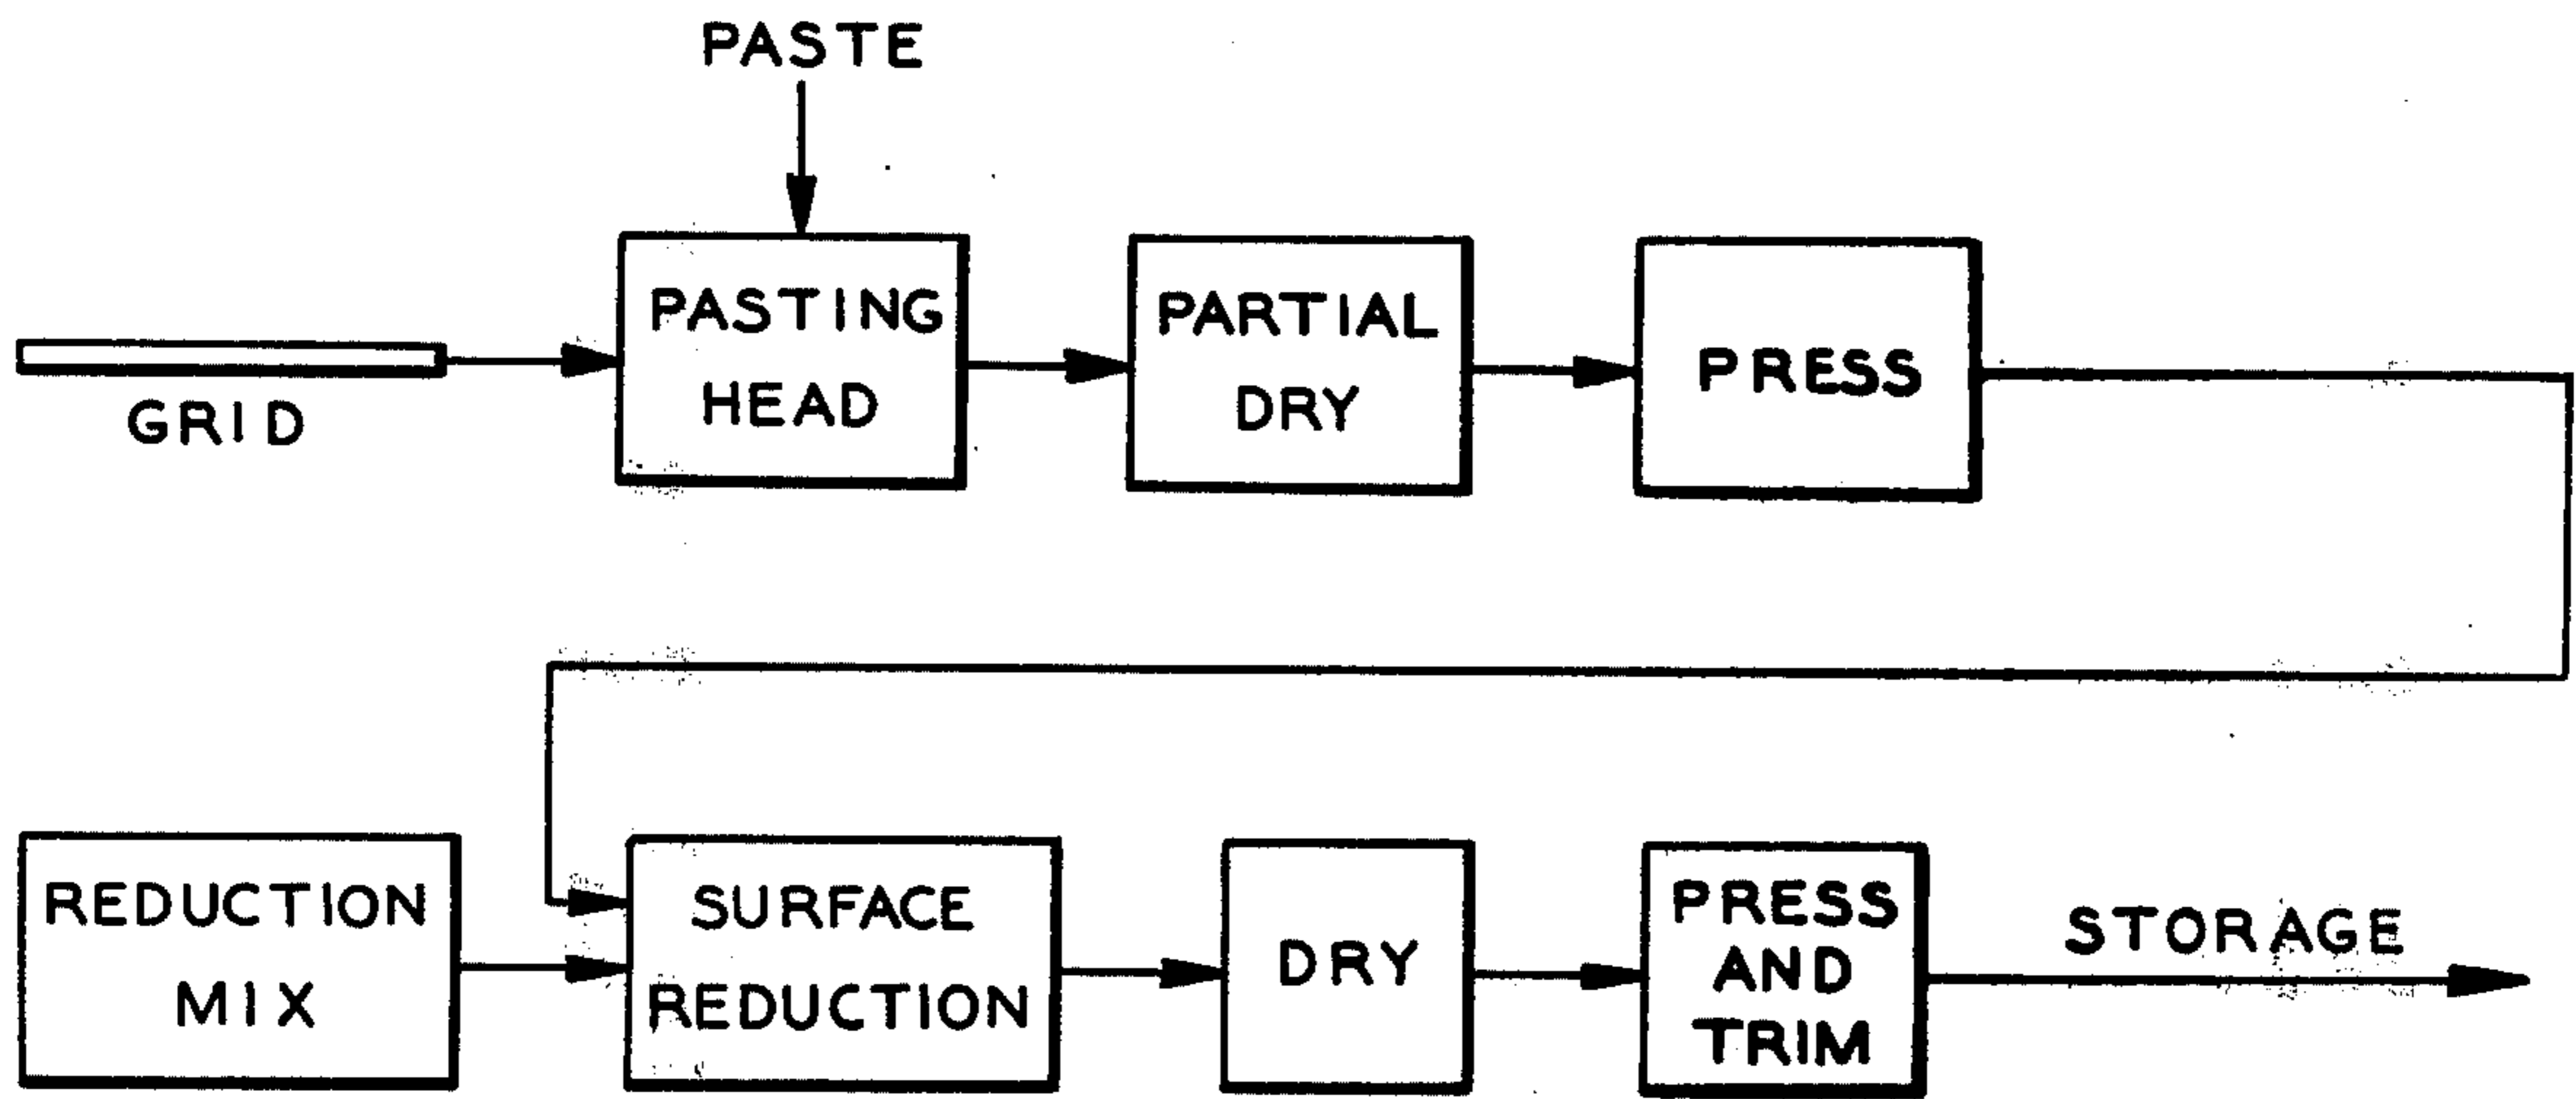 PASTE
PASTING
HEAD
PARTIAL
DRY
PRESS
GRID
REDUCTION
MIX
SURFACE
REDUCTION
DRY
PRESS
AND
TRIM
STORAGE